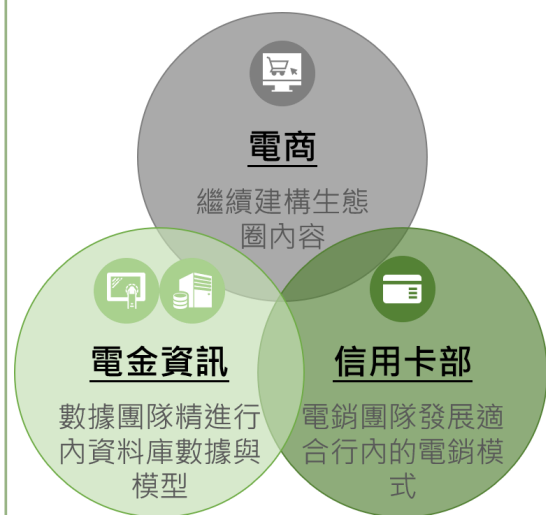 電商
繼續建構生態
圈內容
電金資訊
數據團隊精進行
內資料庫數據與
模型
信用卡部
電銷團隊發展適
合行內的電銷模
式